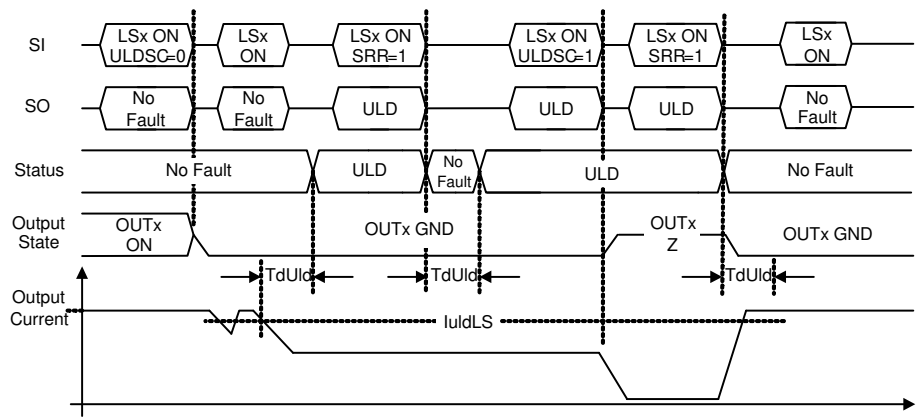 SI
LSx ON
ULDSC=0
LSx
ON
LSx ON
SRR=1
LSx ON
ULDSC=1
LSx ON
SRR=1
LSx
ON
SO
No
Fault
No
Fault
ULD
ULD
ULD
No
Fault
Status
No Fault
ULD
No
Fault
ULD
No Fault
Output
State
OUTx
ON
OUTx GND
OUTx
Z
OUTx GND
TdUld
TdUld
TdUld
Output
Current
IuldLS